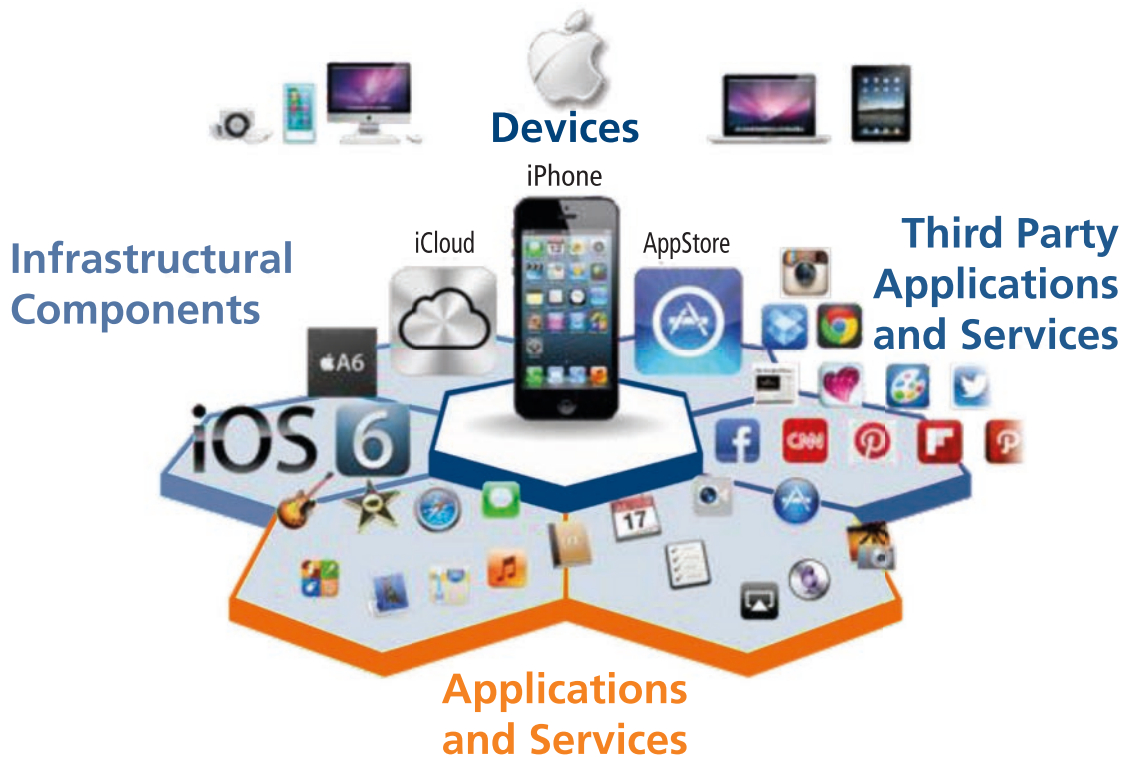 Devices
iPhone
iCloud
AppStore
Infrastructural
Components
Third Party
Applications
and Services
A6
iOS 6
CNN
17
Applications
and Services